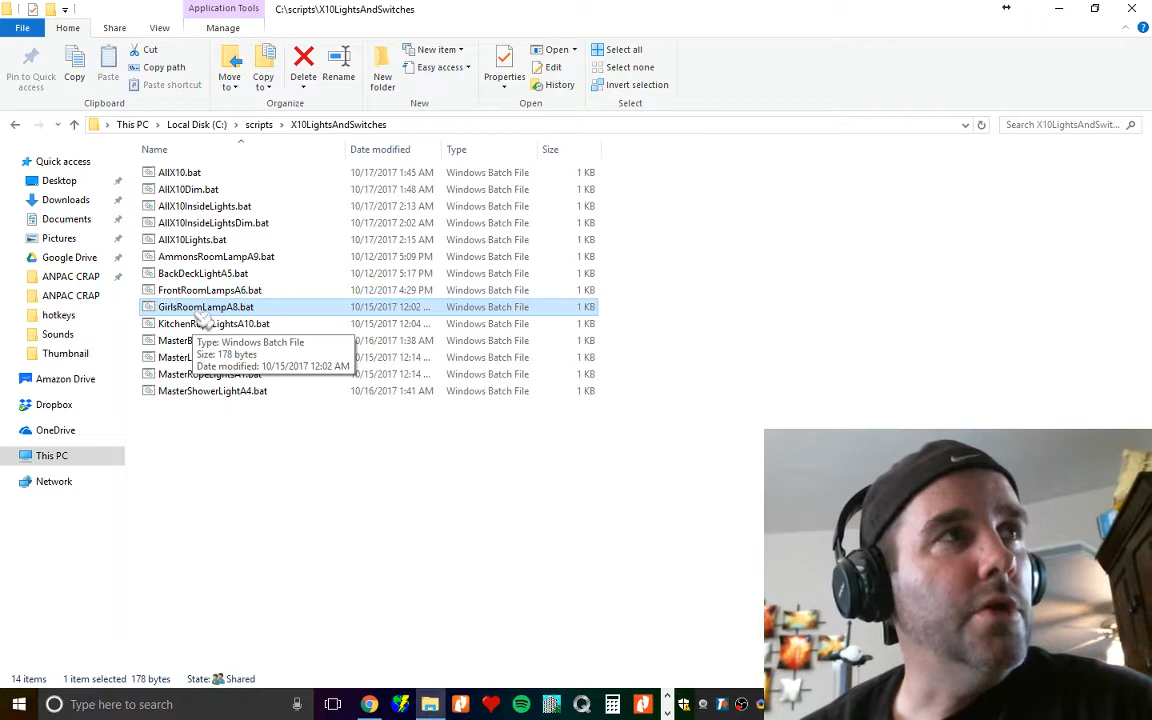 Application Tools
C:\scripts\X10LightsAndSwitches
File
Home
Share
View
Manage
Pin to Quick access
Copy
Paste
Cut
Copy path
Paste shortcut
Clipboard
Move to
Copy to
Delete
Rename
Organize
New folder
New item
Easy access
New
Properties
Open
Edit
History
Open
Select all
Select none
Invert selection
Select
This PC
Local Disk (C:)
scripts
X10LightsAndSwitches
Search X10LightsAndSwit...
Name Date modified Type Size
AllX10.bat 10/17/2017 1:45 AM Windows Batch File 1 KB
AllX10Dim.bat 10/17/2017 1:48 AM Windows Batch File 1 KB
AllX10InsideLights.bat 10/17/2017 2:13 AM Windows Batch File 1 KB
AllX10InsideLightsDim.bat 10/17/2017 2:02 AM Windows Batch File 1 KB
AllX10Lights.bat 10/17/2017 2:15 AM Windows Batch File 1 KB
AmmonsRoomLampA9.bat 10/12/2017 5:09 PM Windows Batch File 1 KB
BackDeckLightA5.bat 10/12/2017 5:17 PM Windows Batch File 1 KB
FrontRoomLampsA6.bat 10/12/2017 4:29 PM Windows Batch File 1 KB
GirlsRoomLampA8.bat 10/15/2017 12:02 ... Windows Batch File 1 KB
10/15/2017 12:04 ... Windows Batch File 1 KB
10/16/2017 1:38 AM Windows Batch File 1 KB
10/15/2017 12:14 ... Windows Batch File 1 KB
10/15/2017 12:14 ... Windows Batch File 1 KB
MasterShowerLightA4.bat 10/16/2017 1:41 AM Windows Batch File 1 KB
Type: Windows Batch File
Size: 178 bytes
Date modified: 10/15/2017 12:02 AM
Quick access
Desktop
Downloads
Documents
Pictures
Google Drive
ANPAC CRAP
ANPAC CRAP
hotkeys
Sounds
Thumbnail
Amazon Drive
Dropbox
OneDrive
This PC
Network
14 items 1 item selected 178 bytes State: Shared
Type here to search